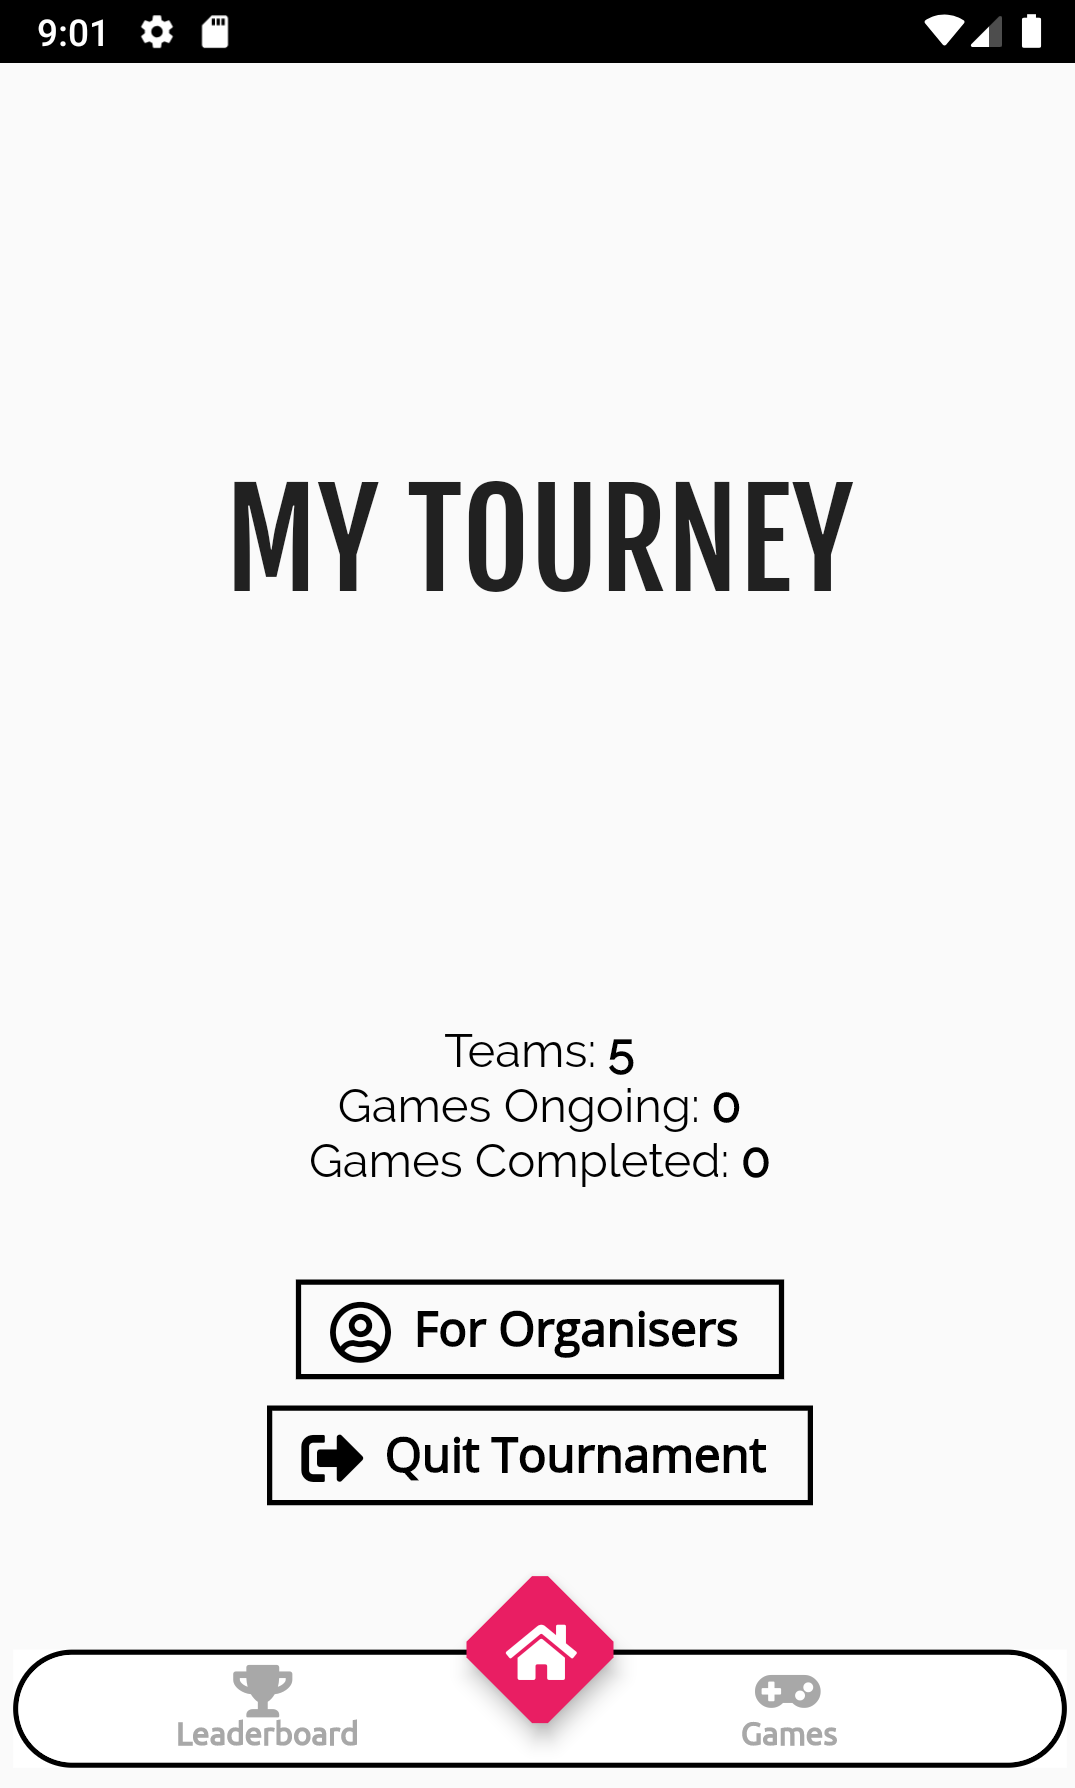 9:01
MY TOURNEY
Teams: 5
Games Ongoing: 0
Games Completed: 0
For Organisers
Quit Tournament
Leaderboard
Games